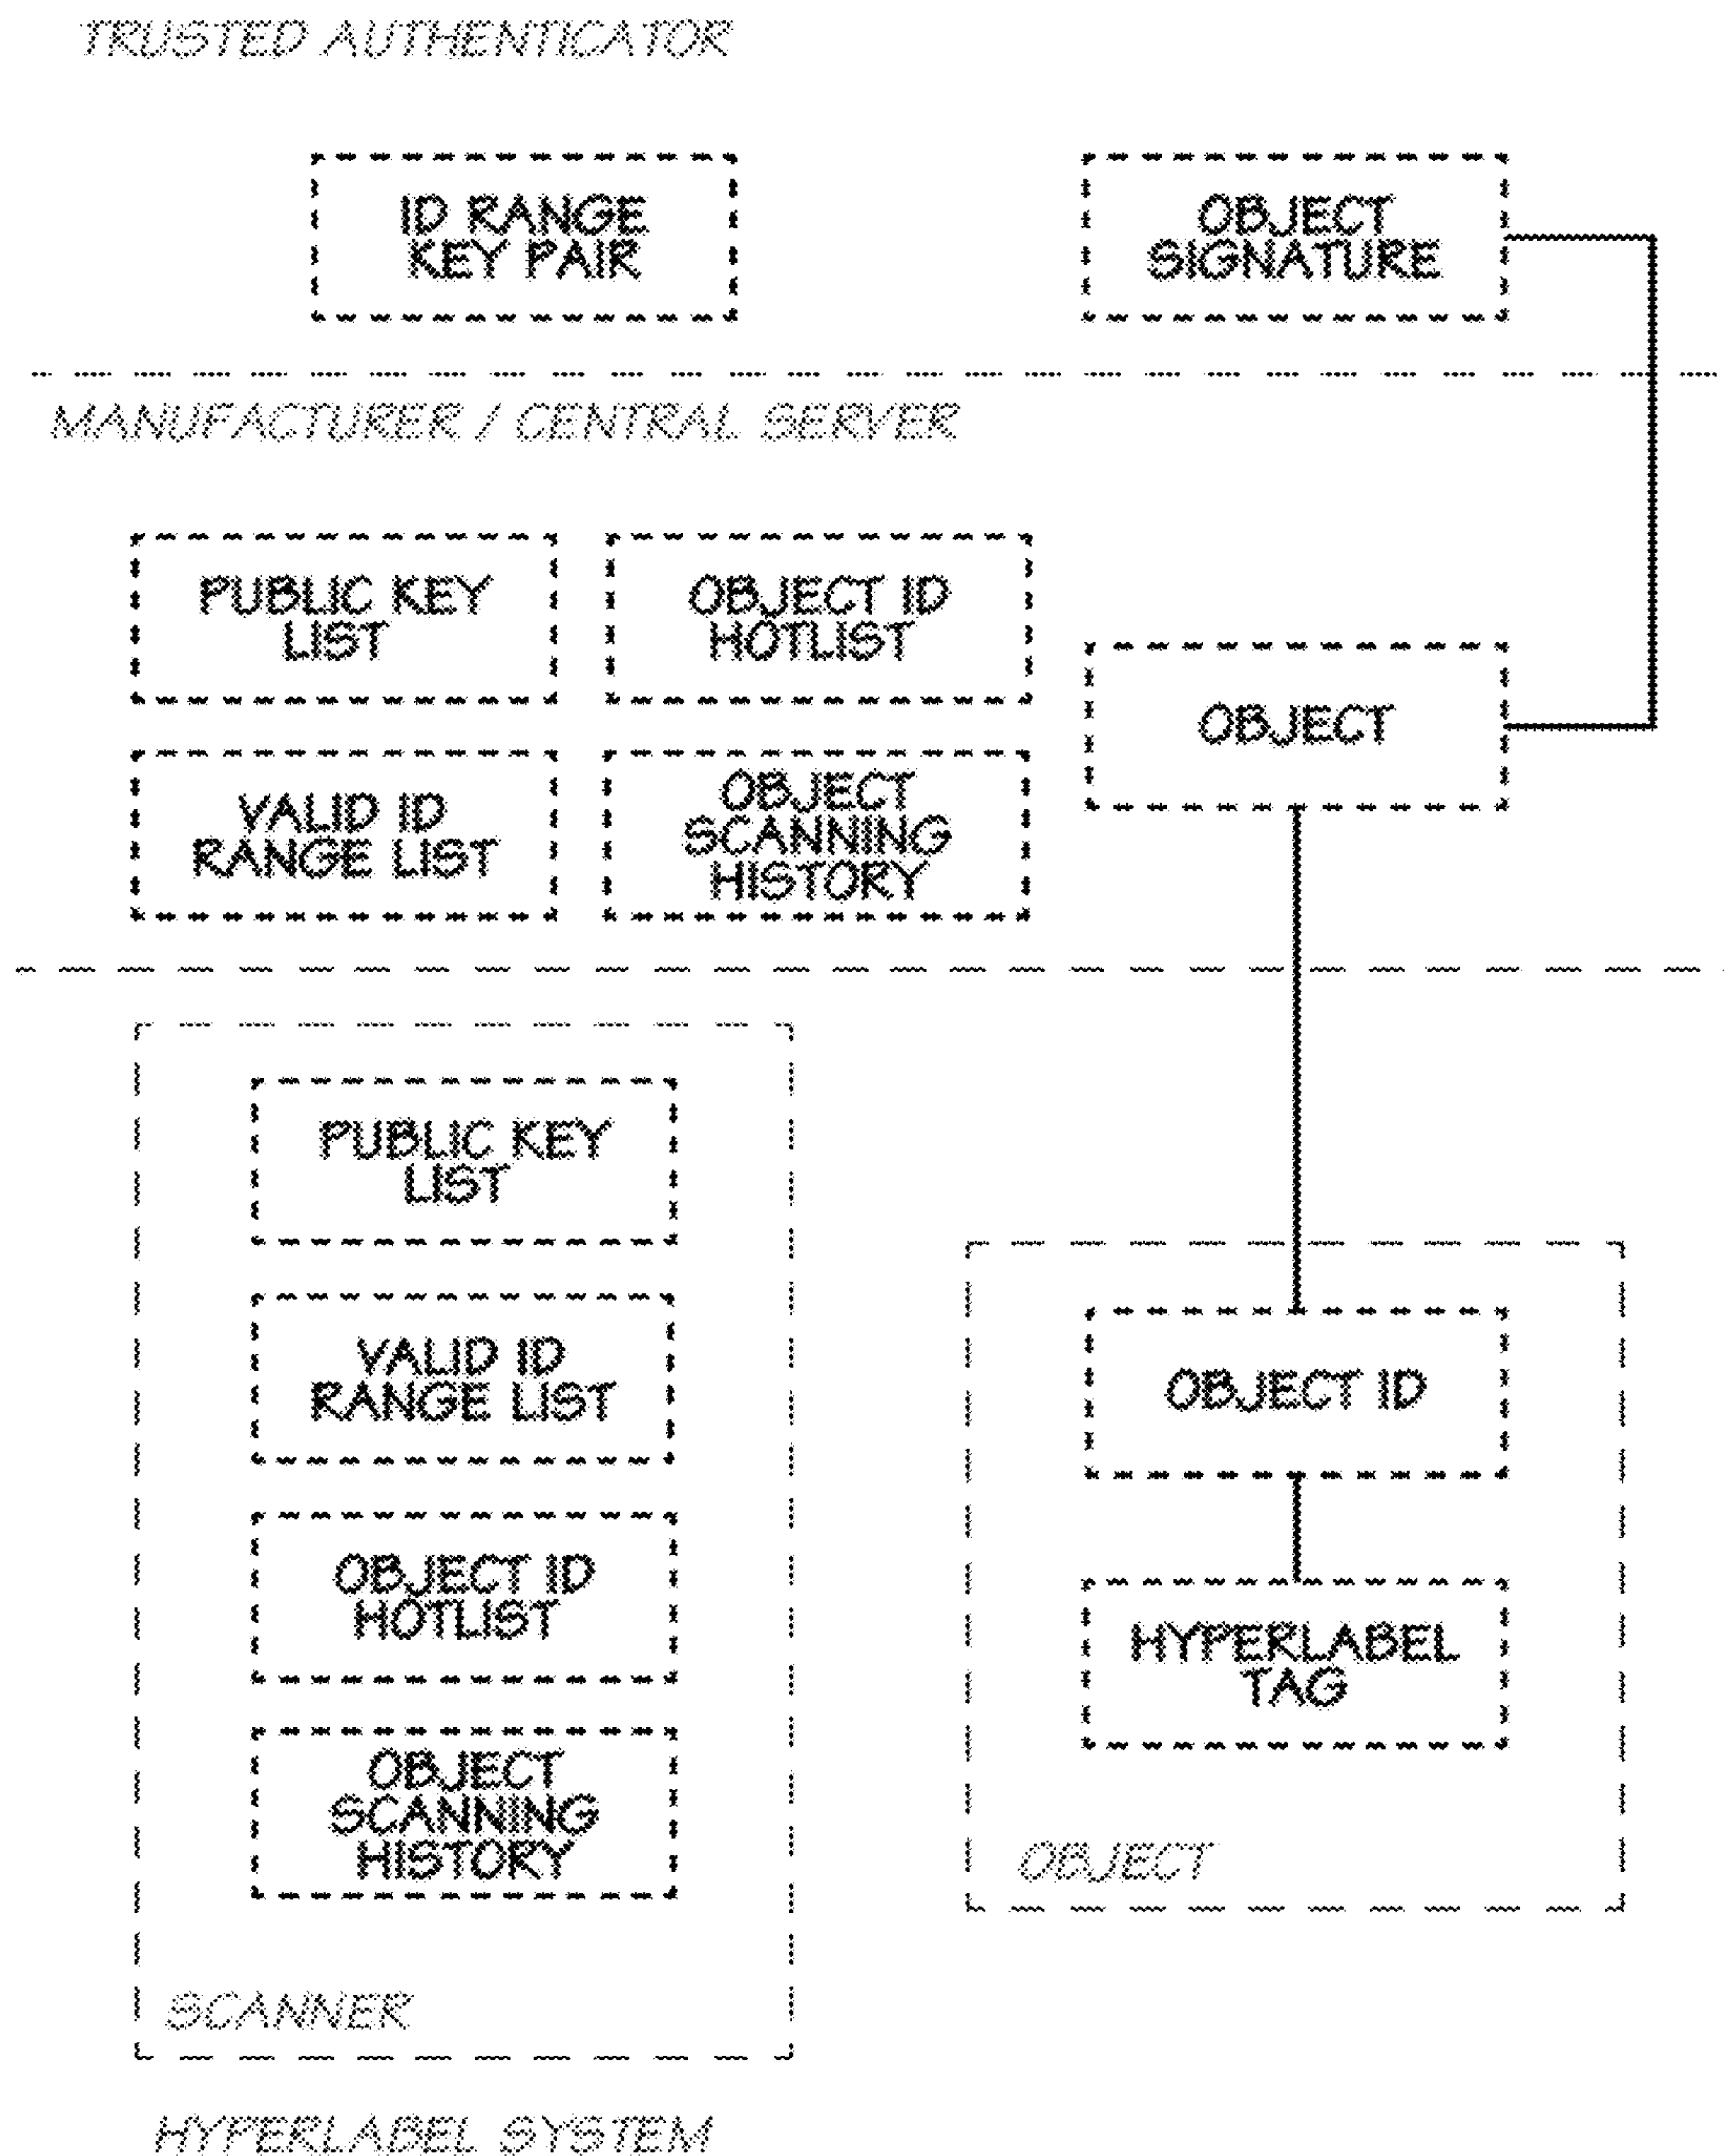 TRUSTED AUTHENTICATOR
ID RANGE
KEY PAIR
OBJECT
SIGNATURE
MANUFACTURER / CENTRAL SERVER
PUBLIC KEY
LIST
OBJECT ID
HOTLIST
OBJECT
VALID ID
RANGE LIST
OBJECT
SCANNING
HISTORY
PUBLIC KEY
LIST
VALID ID
RANGE LIST
OBJECT ID
HOTLIST
OBJECT
SCANNING
HISTORY
SCANNER
OBJECT ID
HYPERLABEL
TAG
OBJECT
HYPERLABEL SYSTEM